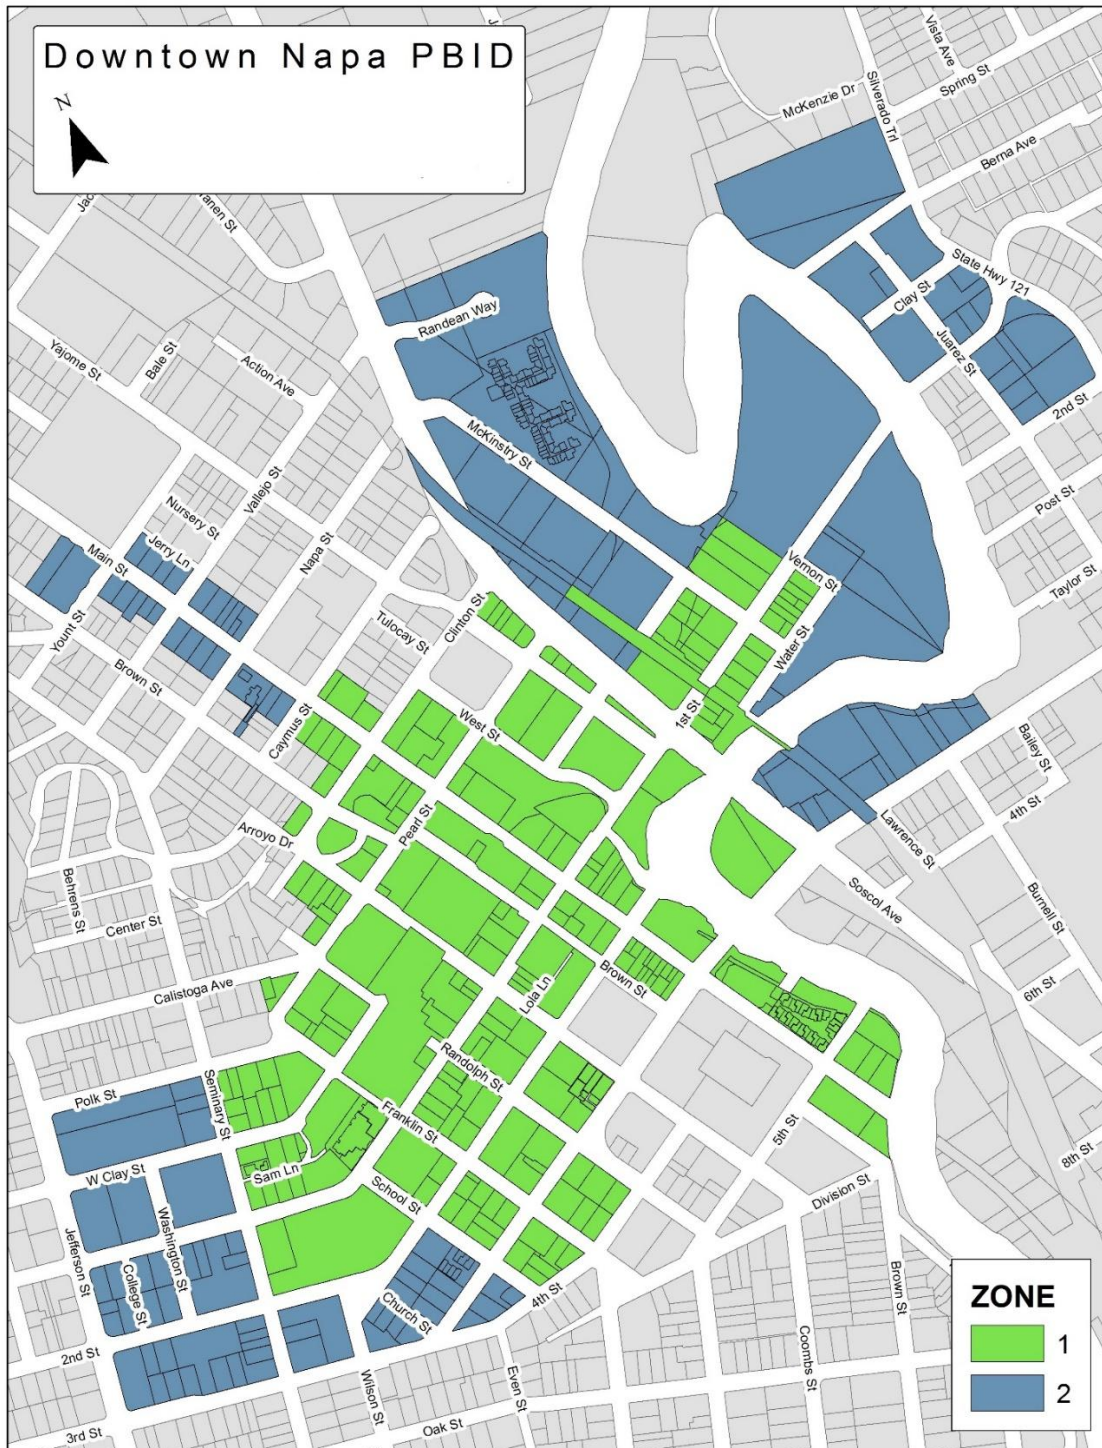 Downtown Napa PBID
N
Vista Ave
Spring St
Silverado Trl
McKenzie Dr
Berna Ave
State Hwy 121
Clay St
Juarez St
2nd St
Randean Way
Yajome St
Bale St
Action Ave
McKinstry St
Vallejo St
Nursery St
Post St
Main St
Jerry Ln
Napa St
Vernon St
Taylor St
Yount St
Tulocay St
Clinton St
Water St
Brown St
Caymus St
West St
1st St
Bailey St
4th St
Pearl St
Lawrence St
Arroyo Dr
Behrens St
Soscol Ave
Burnell St
Center St
Brown St
6th St
Calistoga Ave
Lola Ln
Randolph St
Polk St
Seminary St
Franklin St
5th St
8th St
W Clay St
Sam Ln
School St
Division St
Jefferson St
Washington St
College St
Brown St
4th St
Church St
Coombs St
2nd St
Wilson St
Even St
3rd St
Oak St
ZONE
1
2